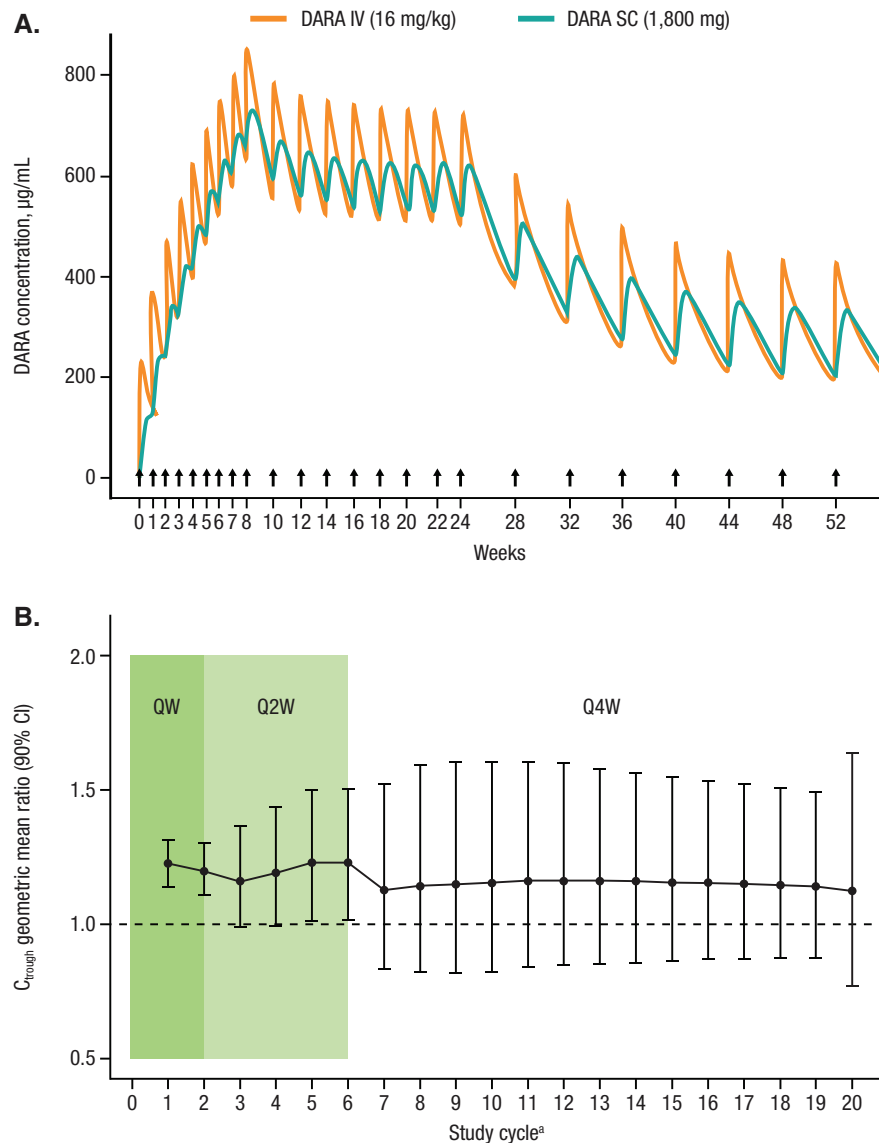 A.
DARA IV (16 mg/kg) DARA SC (1,800 mg)
DARA concentration, µg/mL
800
600
400
200
0
0 1 2 3 4 5 6 7 8 10 12 14 16 18 20 22 24 28 32 36 40 44 48 52
Weeks
B.
C trough geometric mean ratio (90% CI)
2.0
1.5
1.0
0.5
QW Q2W Q4W
0 1 2 3 4 5 6 7 8 9 10 11 12 13 14 15 16 17 18 19 20
Study cycle a